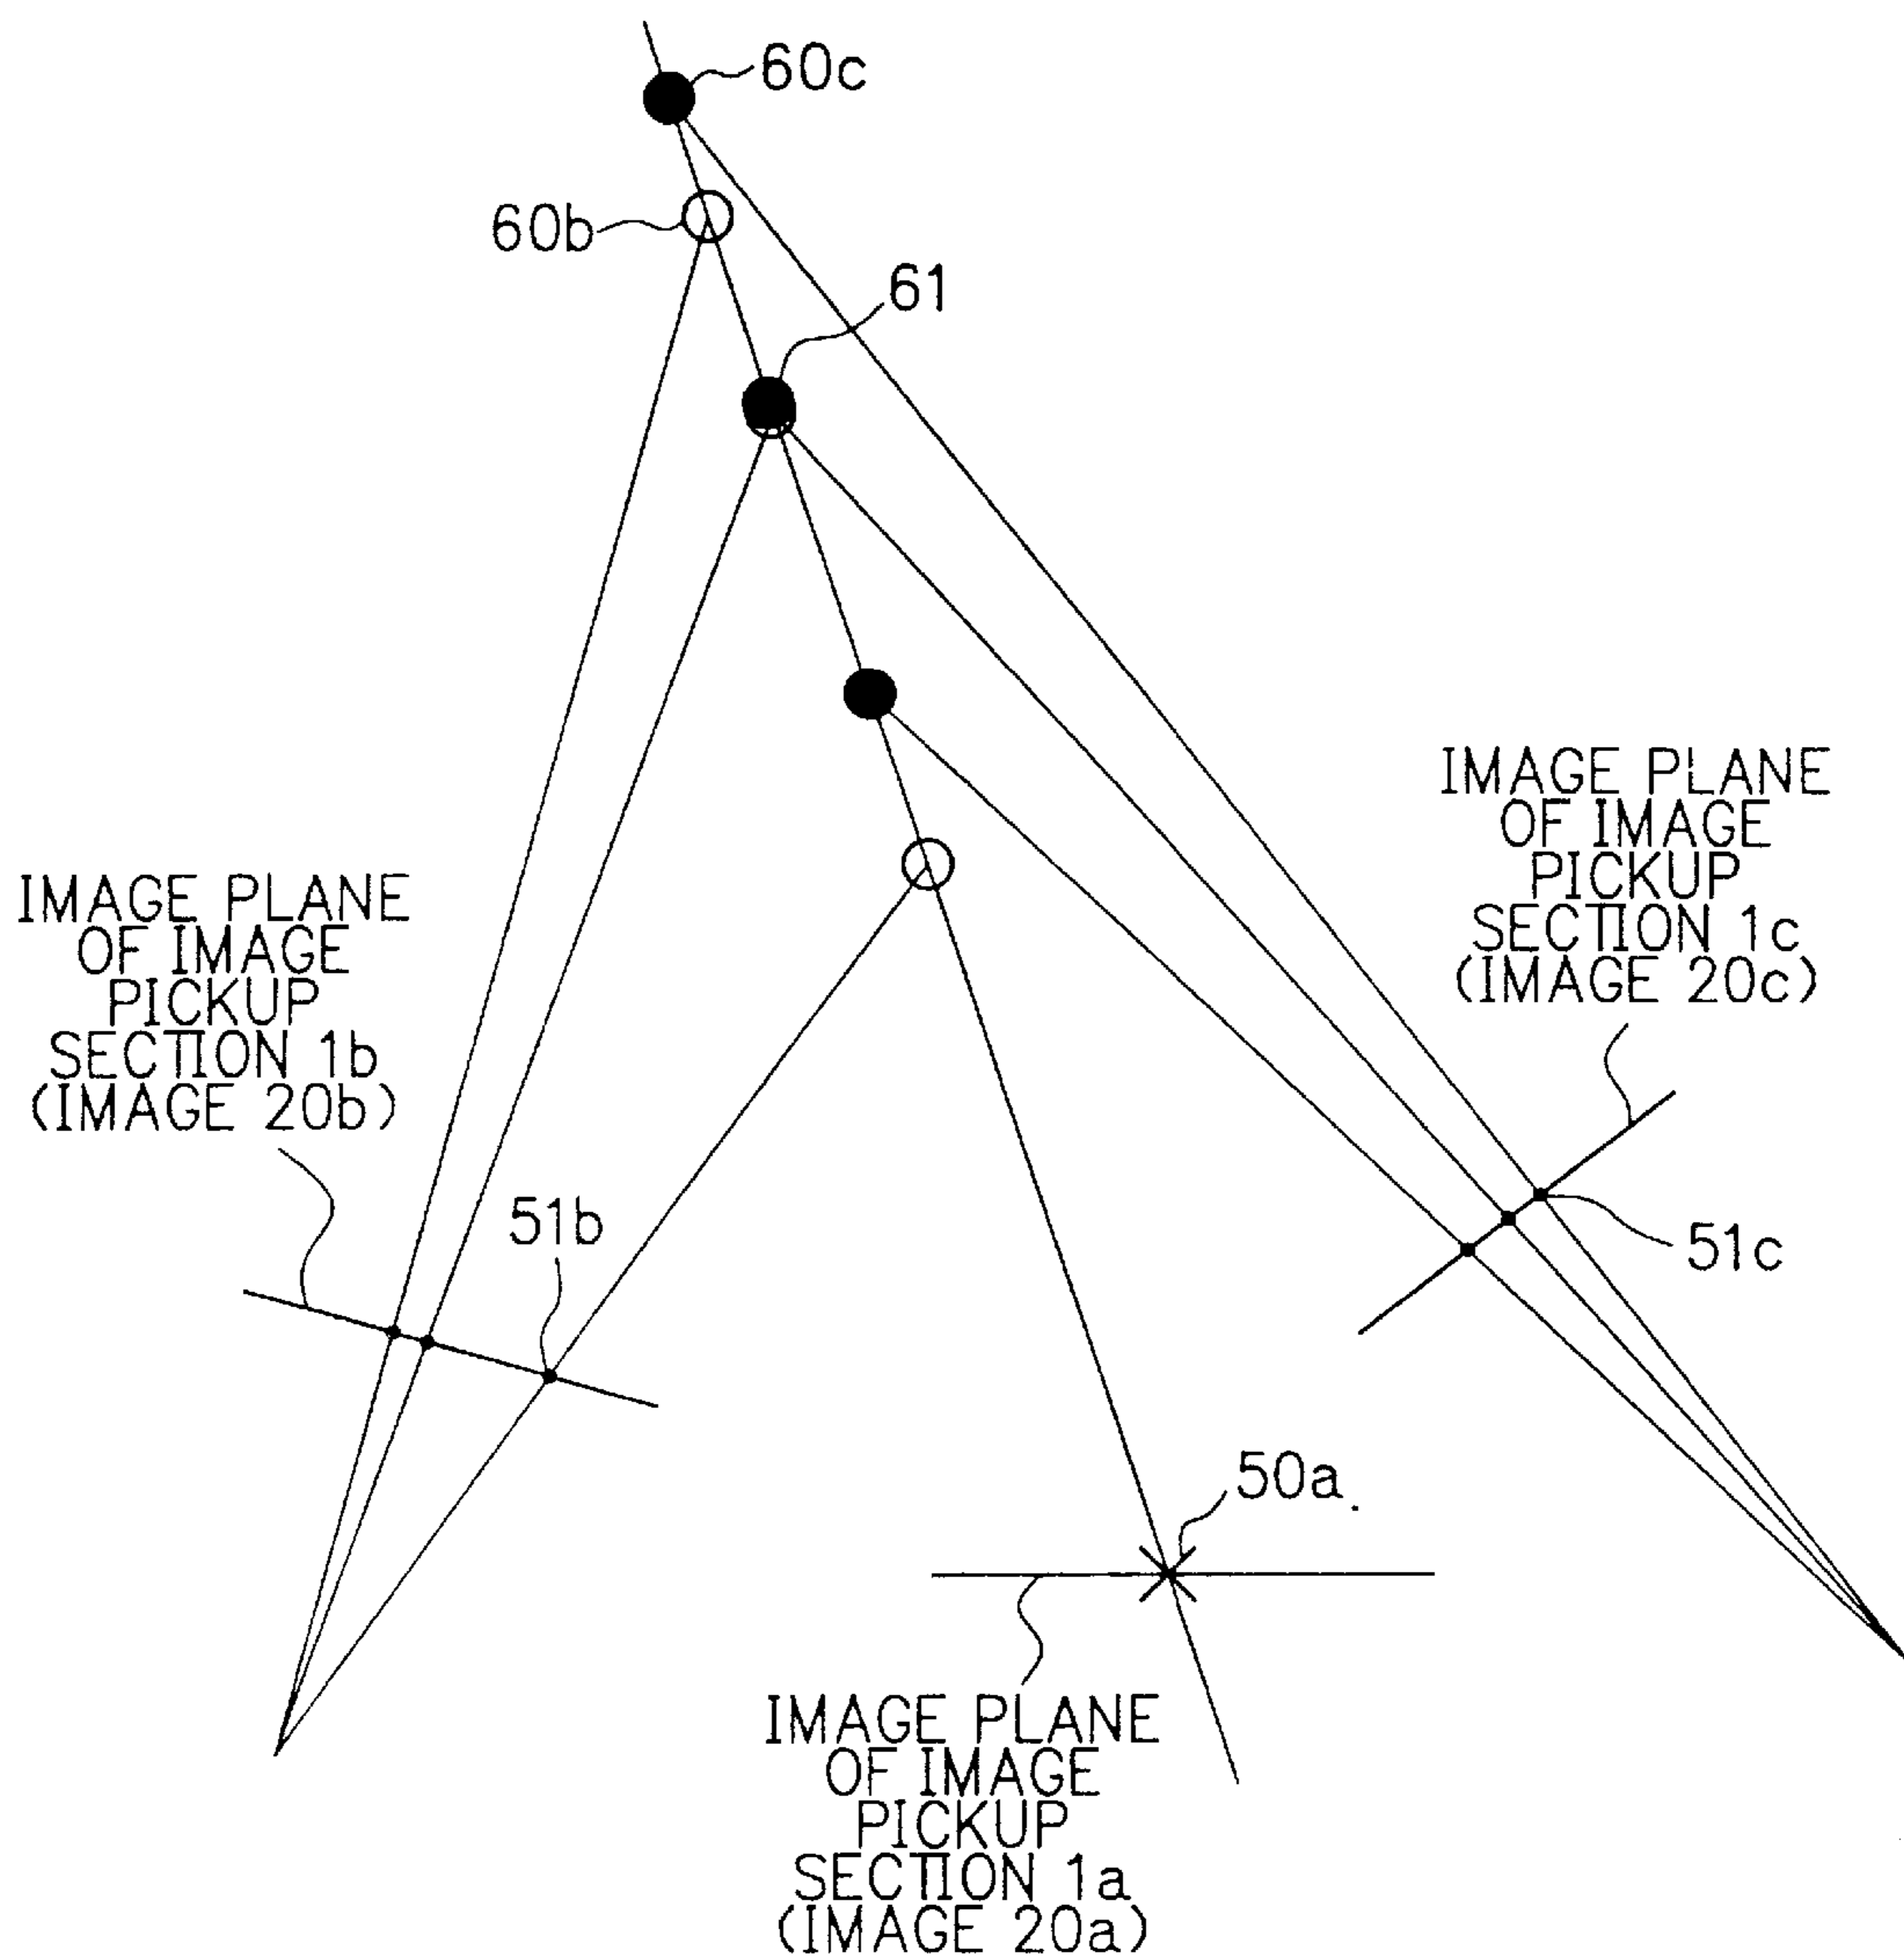 60c
60b
61
IMAGE PLANE
OF IMAGE
PICKUP
SECTION 1c
(IMAGE 20c)
IMAGE PLANE
OF IMAGE
PICKUP
SECTION 1b
(IMAGE 20b)
51b
51c
50a.
IMAGE PLANE
OF IMAGE
PICKUP
SECTION 1a
(IMAGE 20a)